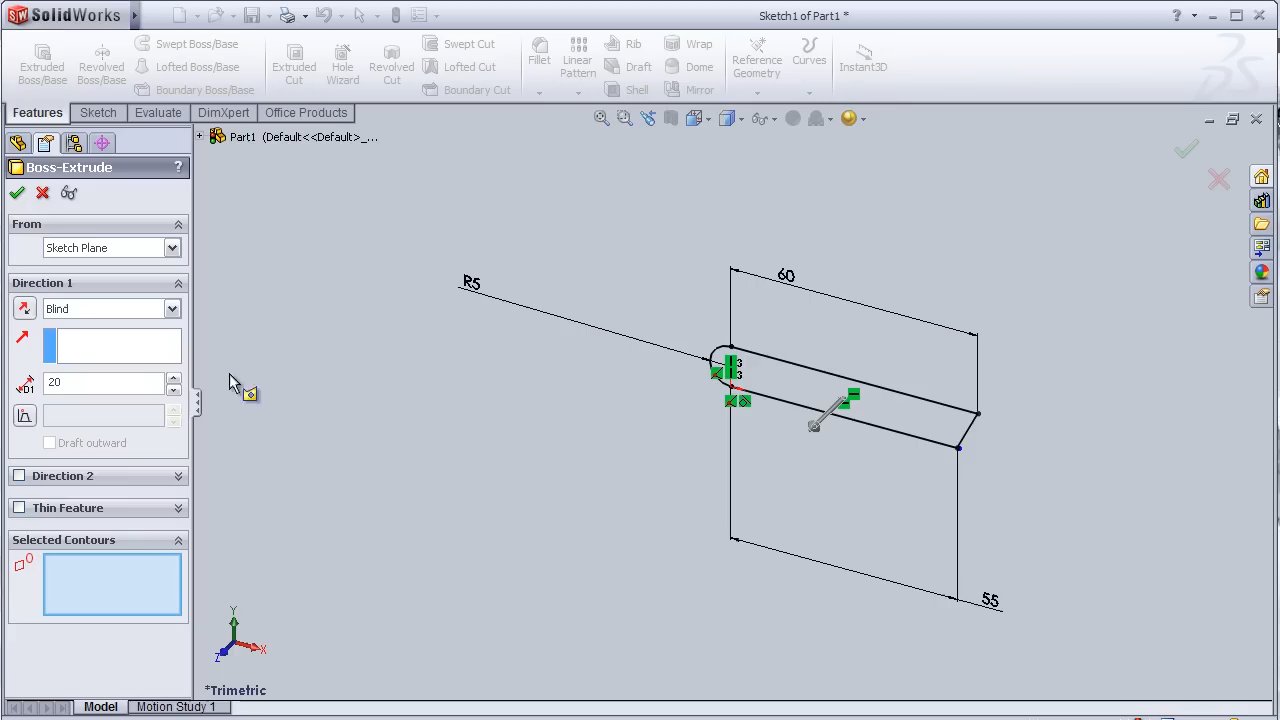 SolidWorks
Sketch1 of Part1 *
Extruded Boss/Base
Revolved Boss/Base
Swept Boss/Base
Lofted Boss/Base
Boundary Boss/Base
Extruded Cut
Hole Wizard
Revolved Cut
Swept Cut
Lofted Cut
Boundary Cut
Fillet
Linear Pattern
Rib
Draft
Shell
Wrap
Dome
Mirror
Reference Geometry
Curves
Instant3D
Features
Sketch
Evaluate
DimXpert
Office Products
Part1 (Default<<Default>_...
Boss-Extrude
?
From
Sketch Plane
Direction 1
Blind
D1
20
Draft outward
Direction 2
Thin Feature
Selected Contours
R5
60
3
3
55
Y
X
Z
*Trimetric
Model
Motion Study 1